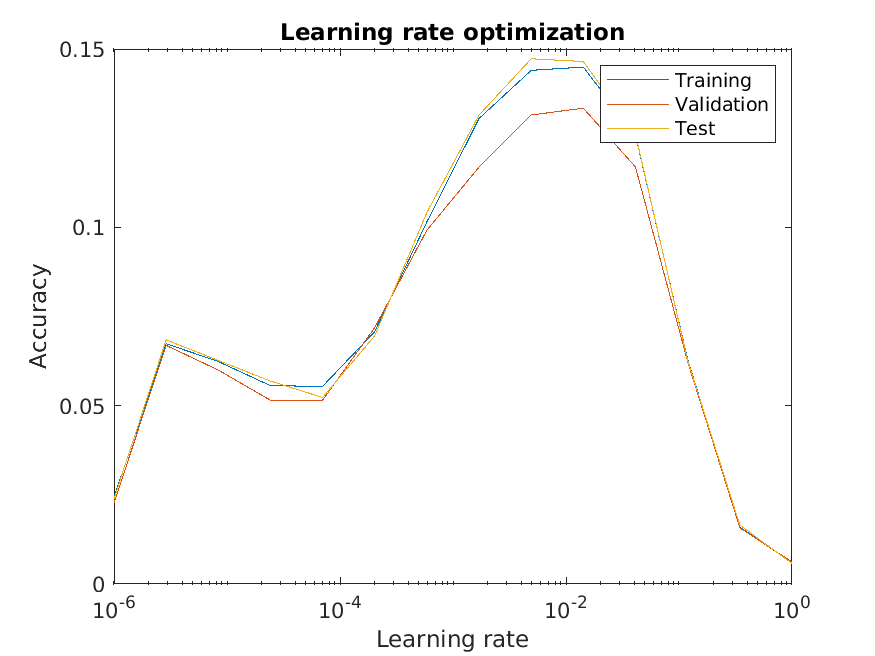 Learning rate optimization
0.15
Training
Validation
Test
0.1
Accuracy
0.05
0
10^-6 10^-4 10^-2 10^0
Learning rate